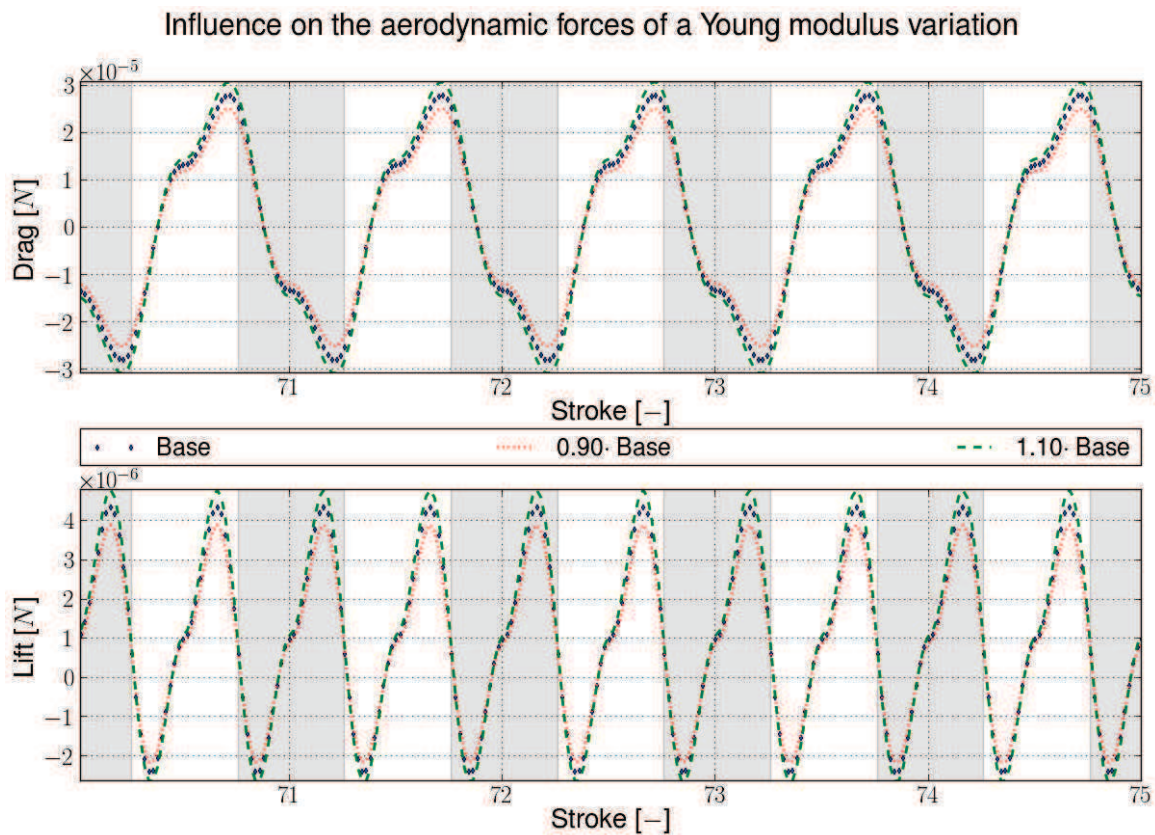 Influence on the aerodynamic forces of a Young modulus variation
×10⁻⁵
3
2
1
0
−1
−2
−3
Drag [N]
71 72 73 74 75
Stroke [−]
Base 0.90· Base 1.10· Base
×10⁻⁶
4
3
2
1
0
−1
−2
Lift [N]
71 72 73 74 75
Stroke [−]